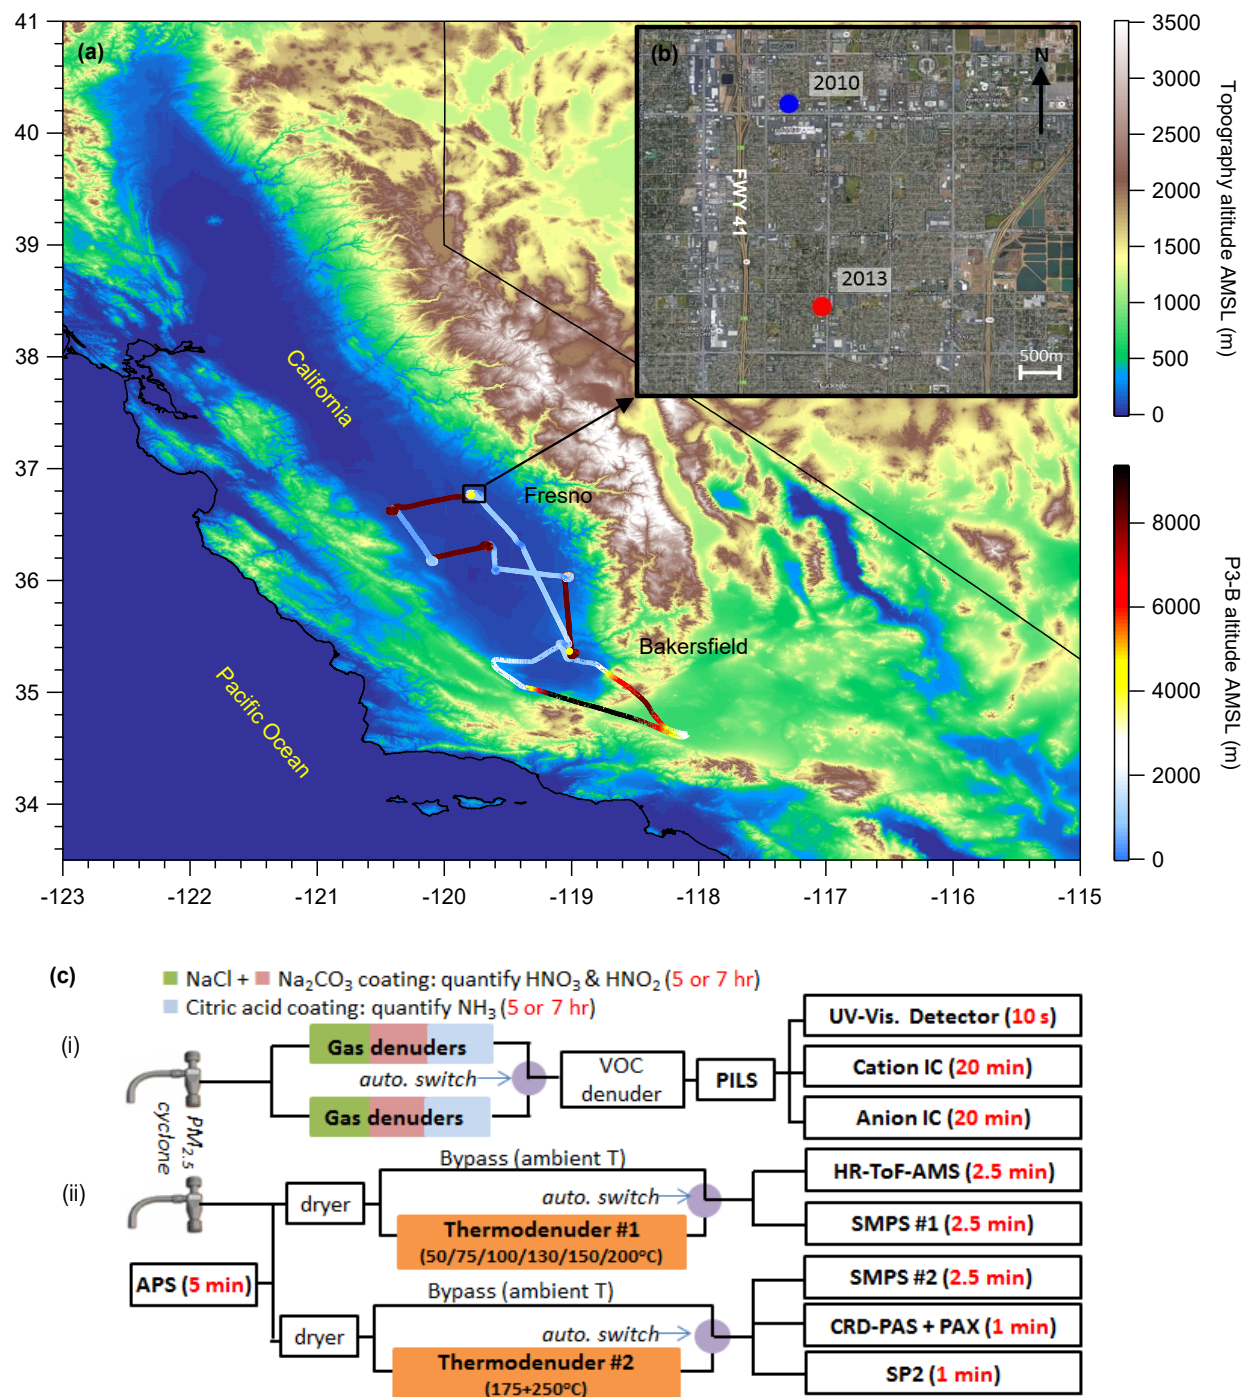 (a)
41
40
39
38
37
36
35
34
-123
-122
-121
-120
-119
-118
-117
-116
-115
California
Pacific Ocean
Fresno
Bakersfield
(b)
2010
2013
FWY 41
N
500m
Google
3500
3000
2500
2000
1500
1000
500
0
Topography altitude AMSL (m)
8000
6000
4000
2000
0
P3-B altitude AMSL (m)
(c)
NaCl + Na₂CO₃ coating: quantify HNO₃ & HNO₂ (5 or 7 hr)
Citric acid coating: quantify NH₃ (5 or 7 hr)
(i)
Gas denuders
auto. switch
Gas denuders
VOC
denuder
PILS
UV-Vis. Detector (10 s)
Cation IC (20 min)
Anion IC (20 min)
PM₂.₅
cyclone
(ii)
Bypass (ambient T)
dryer
auto. switch
Thermodenuder #1
(50/75/100/130/150/200°C)
HR-ToF-AMS (2.5 min)
SMPS #1 (2.5 min)
APS (5 min)
Bypass (ambient T)
dryer
auto. switch
Thermodenuder #2
(175+250°C)
SMPS #2 (2.5 min)
CRD-PAS + PAX (1 min)
SP2 (1 min)